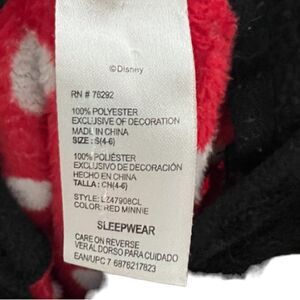 ©Disney
RN # 76292
100% POLYESTER
EXCLUSIVE OF DECORATION
MADE IN CHINA
SIZE: S(4-6)
100% POLIÉSTER
EXCLUSIVO DE DECORACIÓN
HECHO EN CHINA
TALLA: CH(4-6)
STYLE: LZ47908CL
COLOR: RED MINNIE
SLEEPWEAR
CARE ON REVERSE
VER AL DORSO PARA CUIDADO
EAN/UPC 7 6876217823